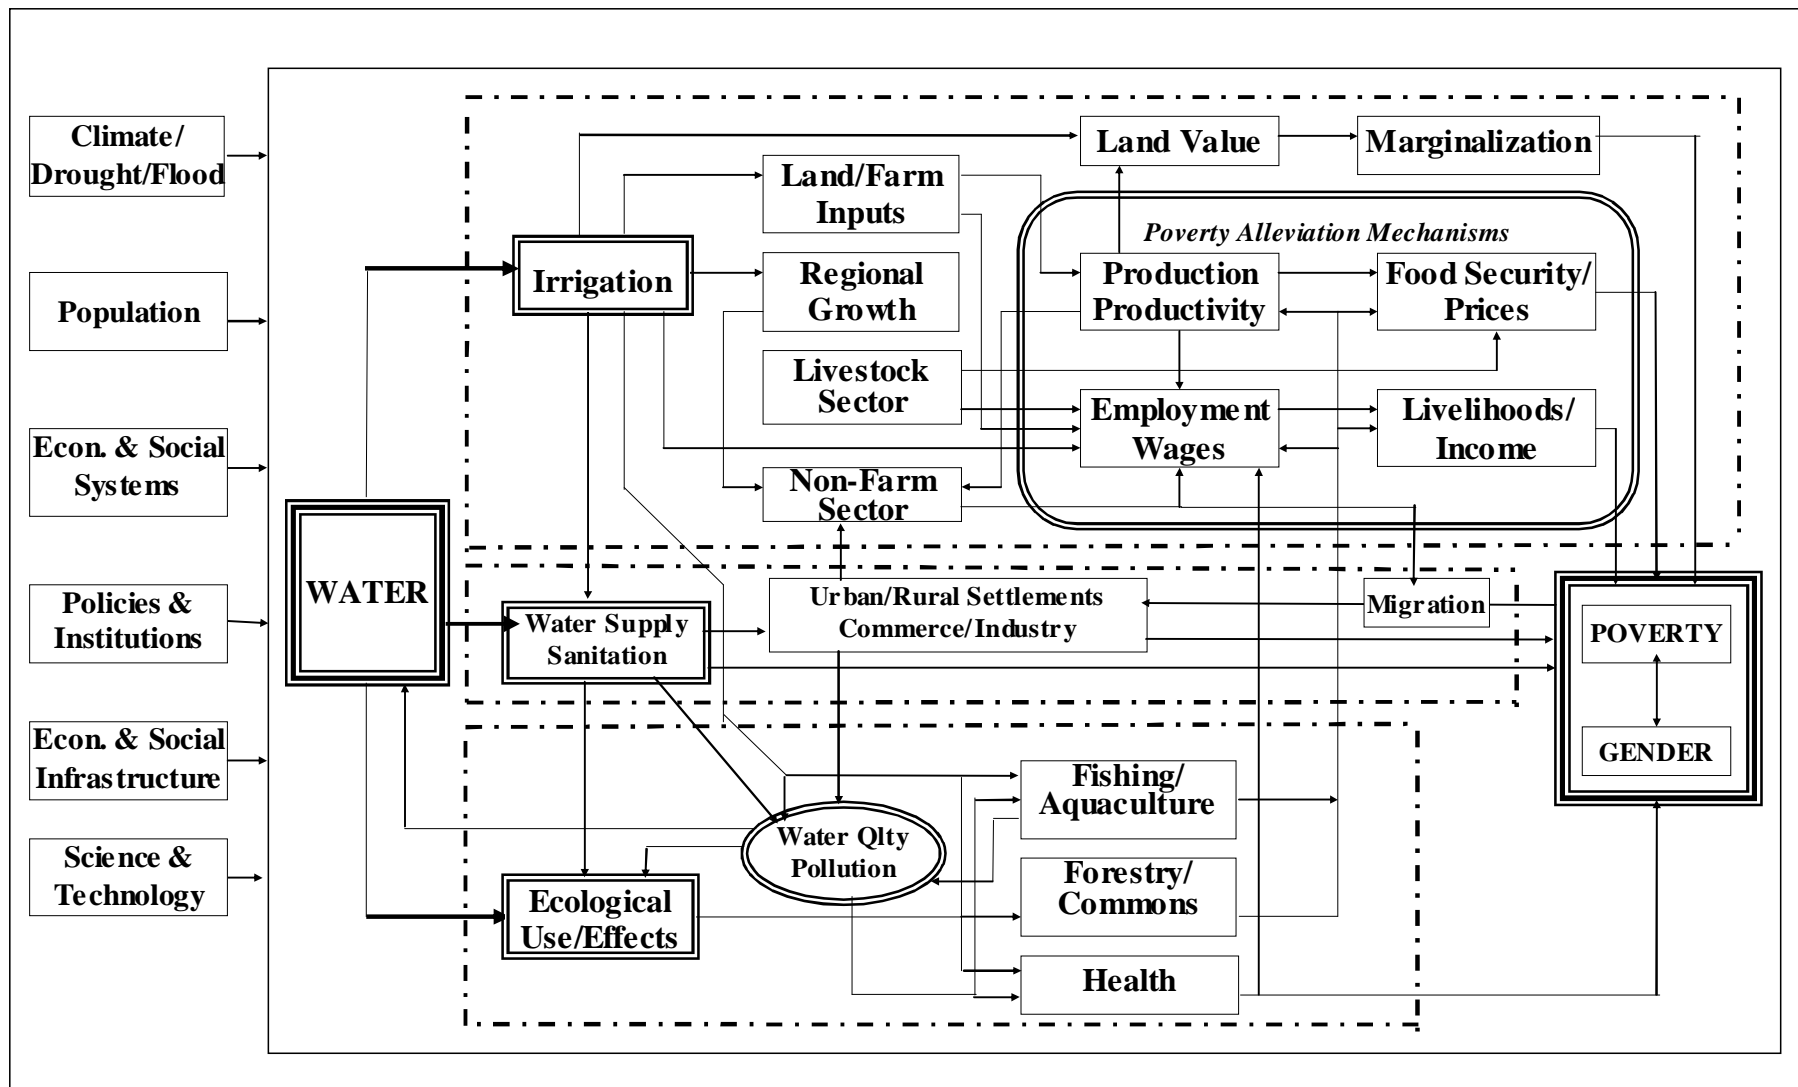 Climate/
Drought/Flood
Population
Econ. & Social
Systems
Policies &
Institutions
Econ. & Social
Infrastructure
Science &
Technology
WATER
Irrigation
Water Supply
Sanitation
Ecological
Use/Effects
Land/Farm
Inputs
Regional
Growth
Livestock
Sector
Non-Farm
Sector
Urban/Rural Settlements
Commerce/Industry
Water Qlty
Pollution
Land Value
Marginalization
Poverty Alleviation Mechanisms
Production
Productivity
Food Security/
Prices
Employment
Wages
Livelihoods/
Income
Migration
Fishing/
Aquaculture
Forestry/
Commons
Health
POVERTY
GENDER